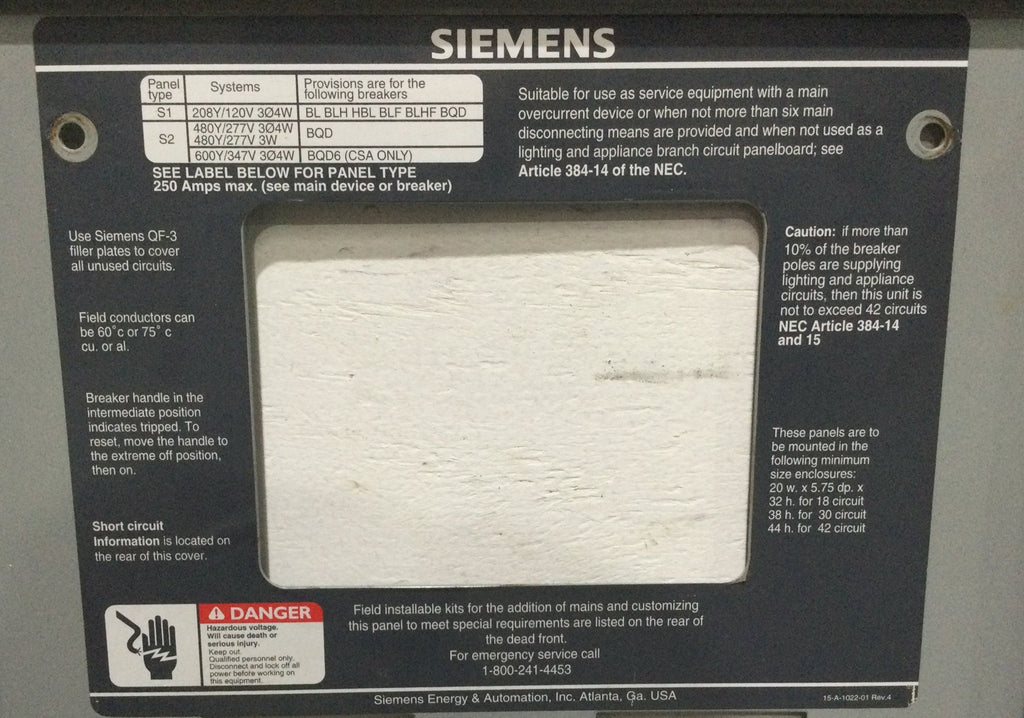 SIEMENS
Panel type Systems Provisions are for the following breakers
S1 208Y/120V 3Ø4W BL BLH HBL BLF BLHF BQD
S2 480Y/277V 3Ø4W
480Y/277V 3W BQD
600Y/347V 3Ø4W BQD6 (CSA ONLY)
SEE LABEL BELOW FOR PANEL TYPE
250 Amps max. (see main device or breaker)
Suitable for use as service equipment with a main
overcurrent device or when not more than six main
disconnecting means are provided and when not used as a
lighting and appliance branch circuit panelboard; see
Article 384-14 of the NEC.
Use Siemens QF-3
filler plates to cover
all unused circuits.
Field conductors can
be 60°c or 75° c
cu. or al.
Breaker handle in the
intermediate position
indicates tripped. To
reset, move the handle to
the extreme off position,
then on.
Short circuit
Information is located on
the rear of this cover.
Caution: if more than
10% of the breaker
poles are supplying
lighting and appliance
circuits, then this unit is
not to exceed 42 circuits
NEC Article 384-14
and 15
These panels are to
be mounted in the
following minimum
size enclosures:
20 w. x 5.75 dp. x
32 h. for 18 circuit
38 h. for 30 circuit
44 h. for 42 circuit
DANGER
Hazardous voltage.
Will cause death or
serious injury.
Keep out.
Qualified personnel only.
Disconnect and lock off all
power before working on
this equipment.
Field installable kits for the addition of mains and customizing
this panel to meet special requirements are listed on the rear of
the dead front.
For emergency service call
1-800-241-4453
Siemens Energy & Automation, Inc. Atlanta, Ga. USA
15-A-1022-01 Rev.4